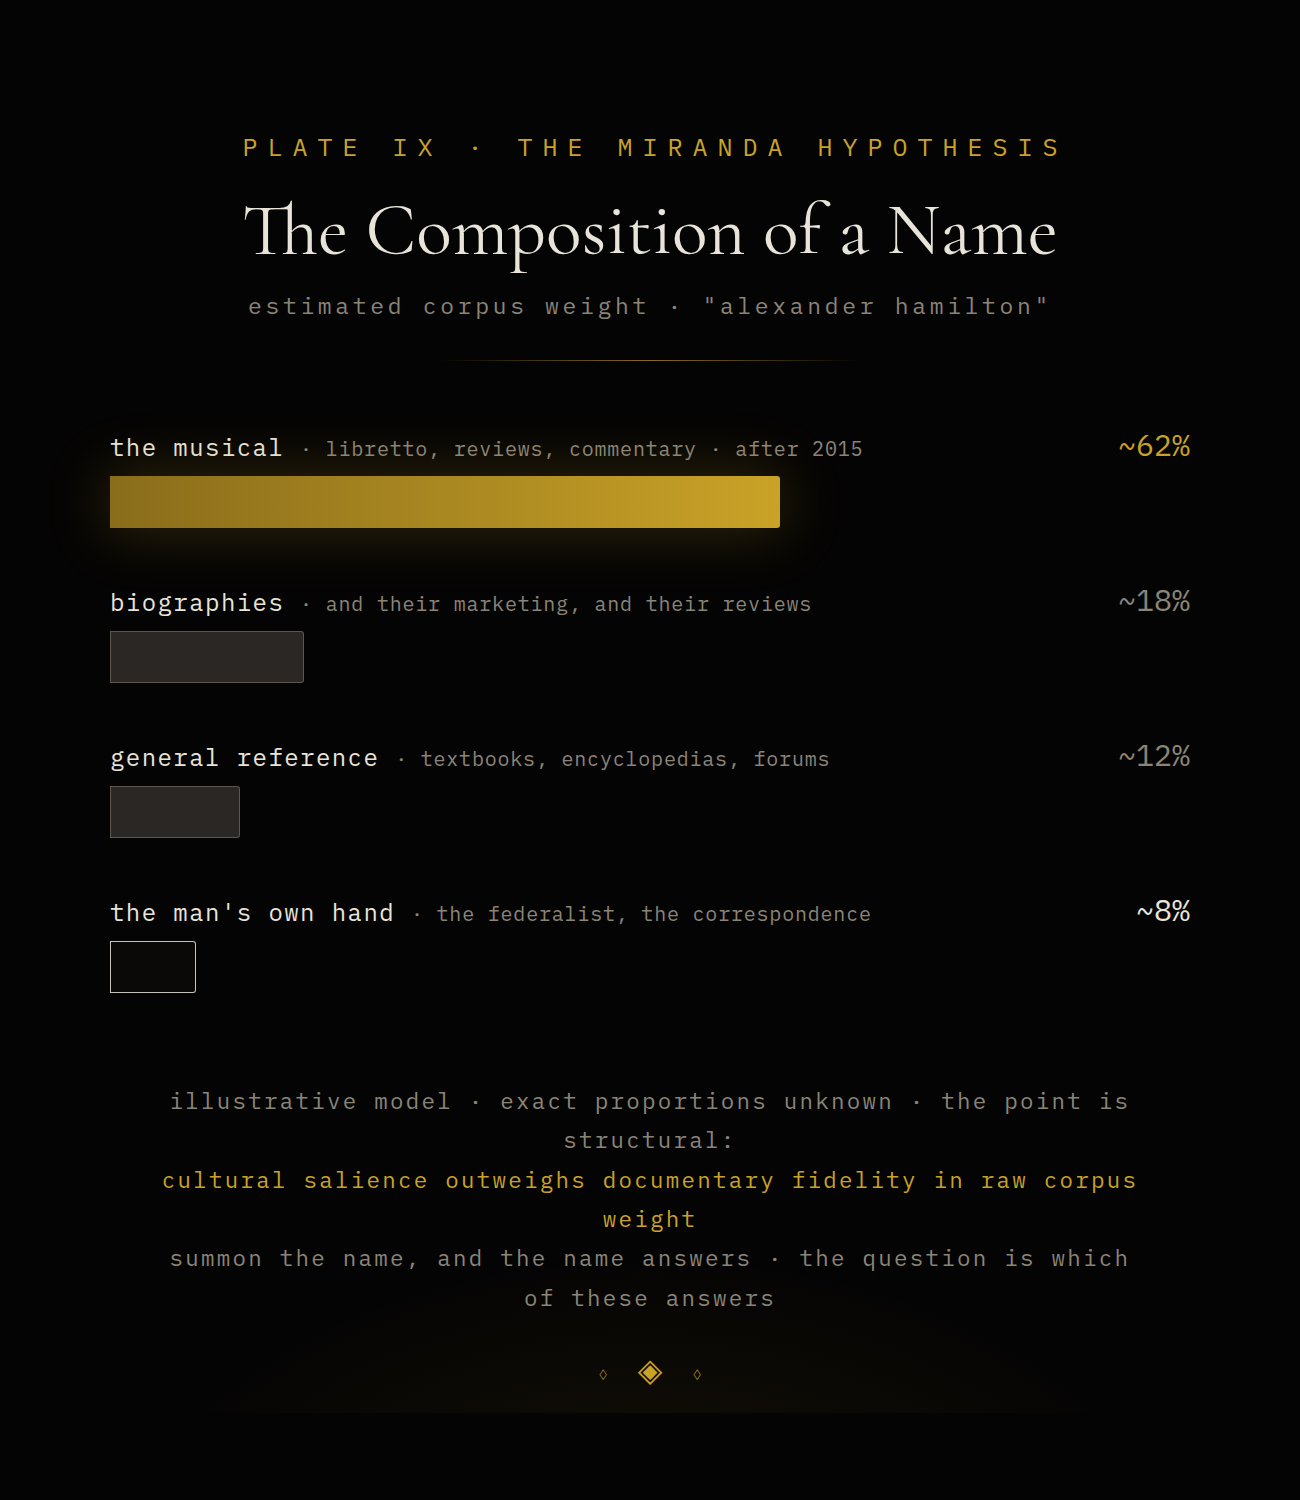 PLATE IX · THE MIRANDA HYPOTHESIS
The Composition of a Name
estimated corpus weight · "alexander hamilton"
the musical · libretto, reviews, commentary · after 2015 ~62%
biographies · and their marketing, and their reviews ~18%
general reference · textbooks, encyclopedias, forums ~12%
the man's own hand · the federalist, the correspondence ~8%
illustrative model · exact proportions unknown · the point is
structural:
cultural salience outweighs documentary fidelity in raw corpus
weight
summon the name, and the name answers · the question is which
of these answers